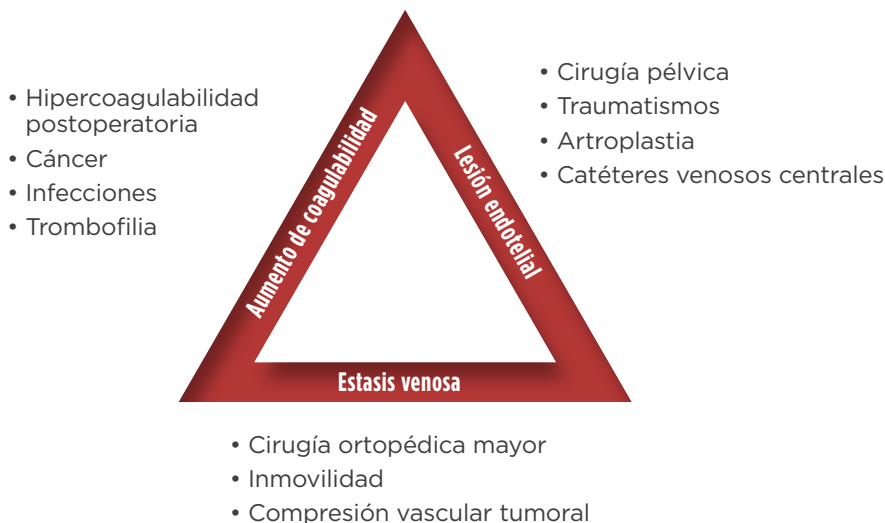 • Hipercoagulabilidad
postoperatoria
• Cáncer
• Infecciones
• Trombofilia
Aumento de coagulabilidad
Lesión endotelial
• Cirugía pélvica
• Traumatismos
• Artroplastia
• Catéteres venosos centrales
Estasis venosa
• Cirugía ortopédica mayor
• Inmovilidad
• Compresión vascular tumoral